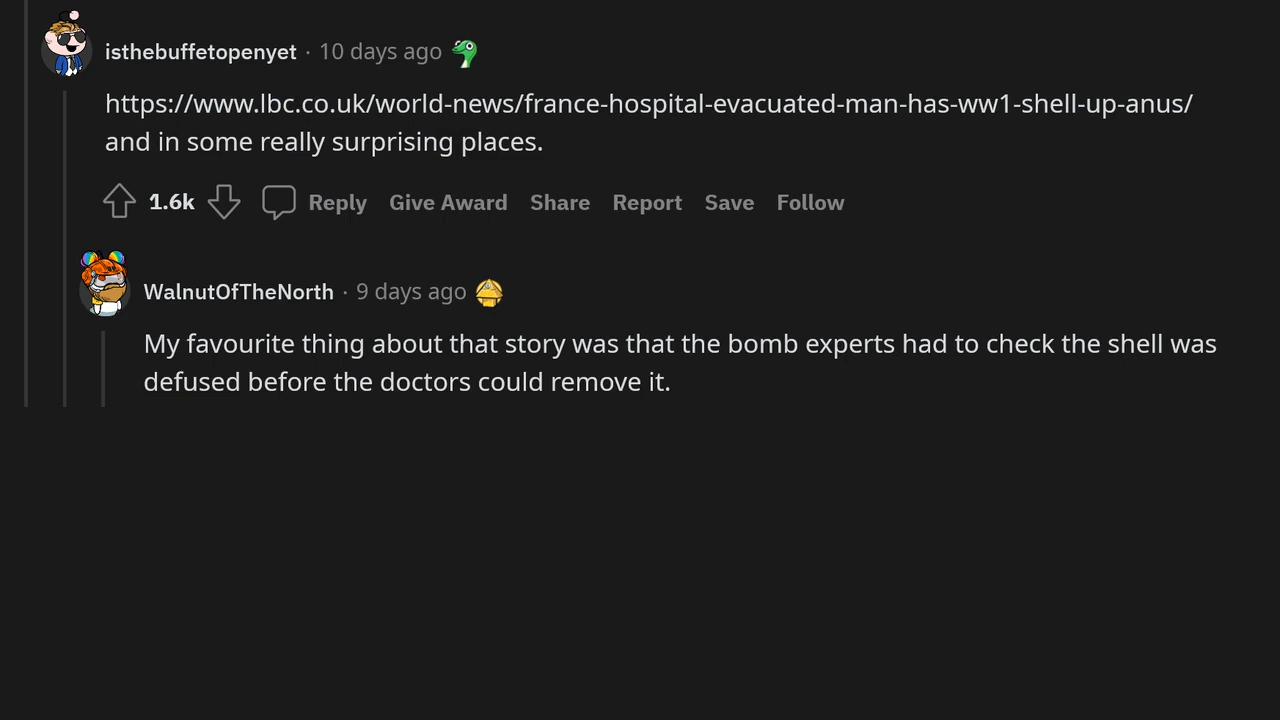 isthebuffetopenyet · 10 days ago
https://www.lbc.co.uk/world-news/france-hospital-evacuated-man-has-ww1-shell-up-anus/
and in some really surprising places.
1.6k Reply Give Award Share Report Save Follow
WalnutOfTheNorth · 9 days ago
My favourite thing about that story was that the bomb experts had to check the shell was
defused before the doctors could remove it.